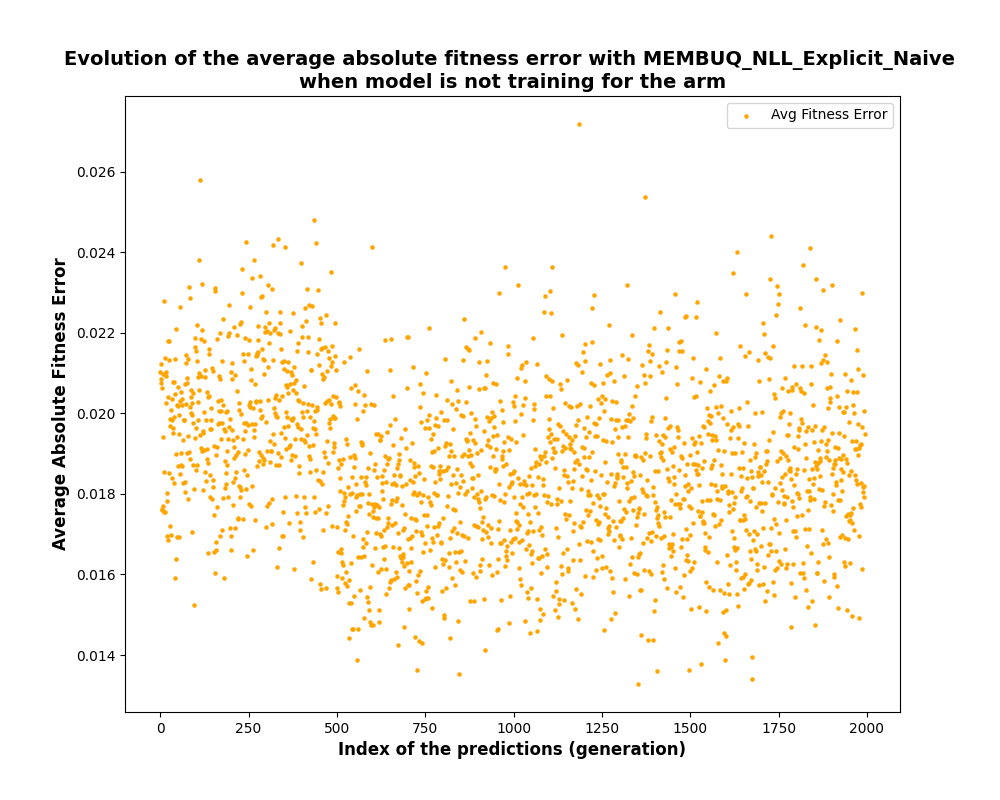 Evolution of the average absolute fitness error with MEMBUQ_NLL_Explicit_Naive
when model is not training for the arm
Avg Fitness Error
0.026
0.024
0.022
0.020
0.018
0.016
0.014
Average Absolute Fitness Error
0 250 500 750 1000 1250 1500 1750 2000
Index of the predictions (generation)